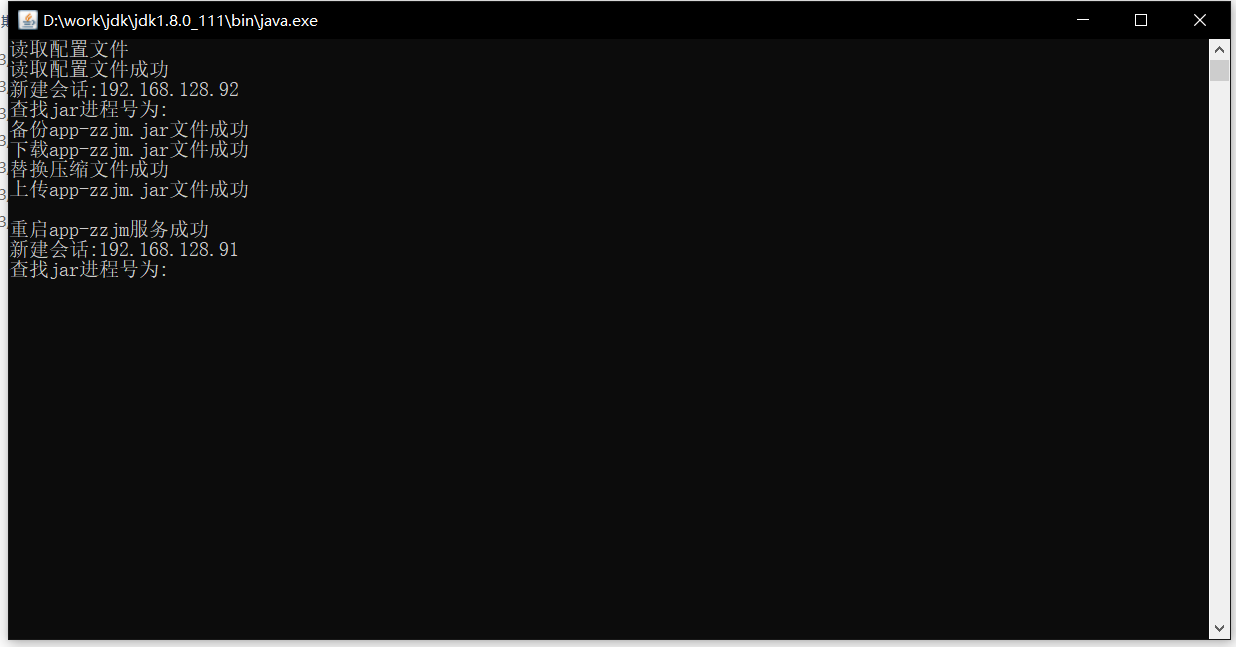 D:\work\jdk\jdk1.8.0_111\bin\java.exe
读取配置文件
读取配置文件成功
新建会话:192.168.128.92
查找jar进程号为:
备份app-zzjm.jar文件成功
下载app-zzjm.jar文件成功
替换压缩文件成功
上传app-zzjm.jar文件成功
重启app-zzjm服务成功
新建会话:192.168.128.91
查找jar进程号为: